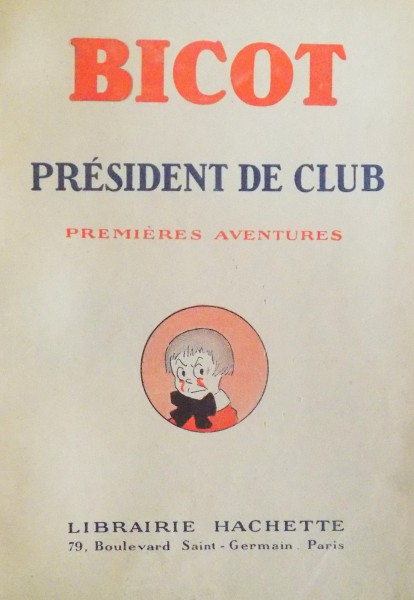 BICOT
PRÉSIDENT DE CLUB
PREMIÈRES AVENTURES
LIBRAIRIE HACHETTE
79, Boulevard Saint-Germain. Paris